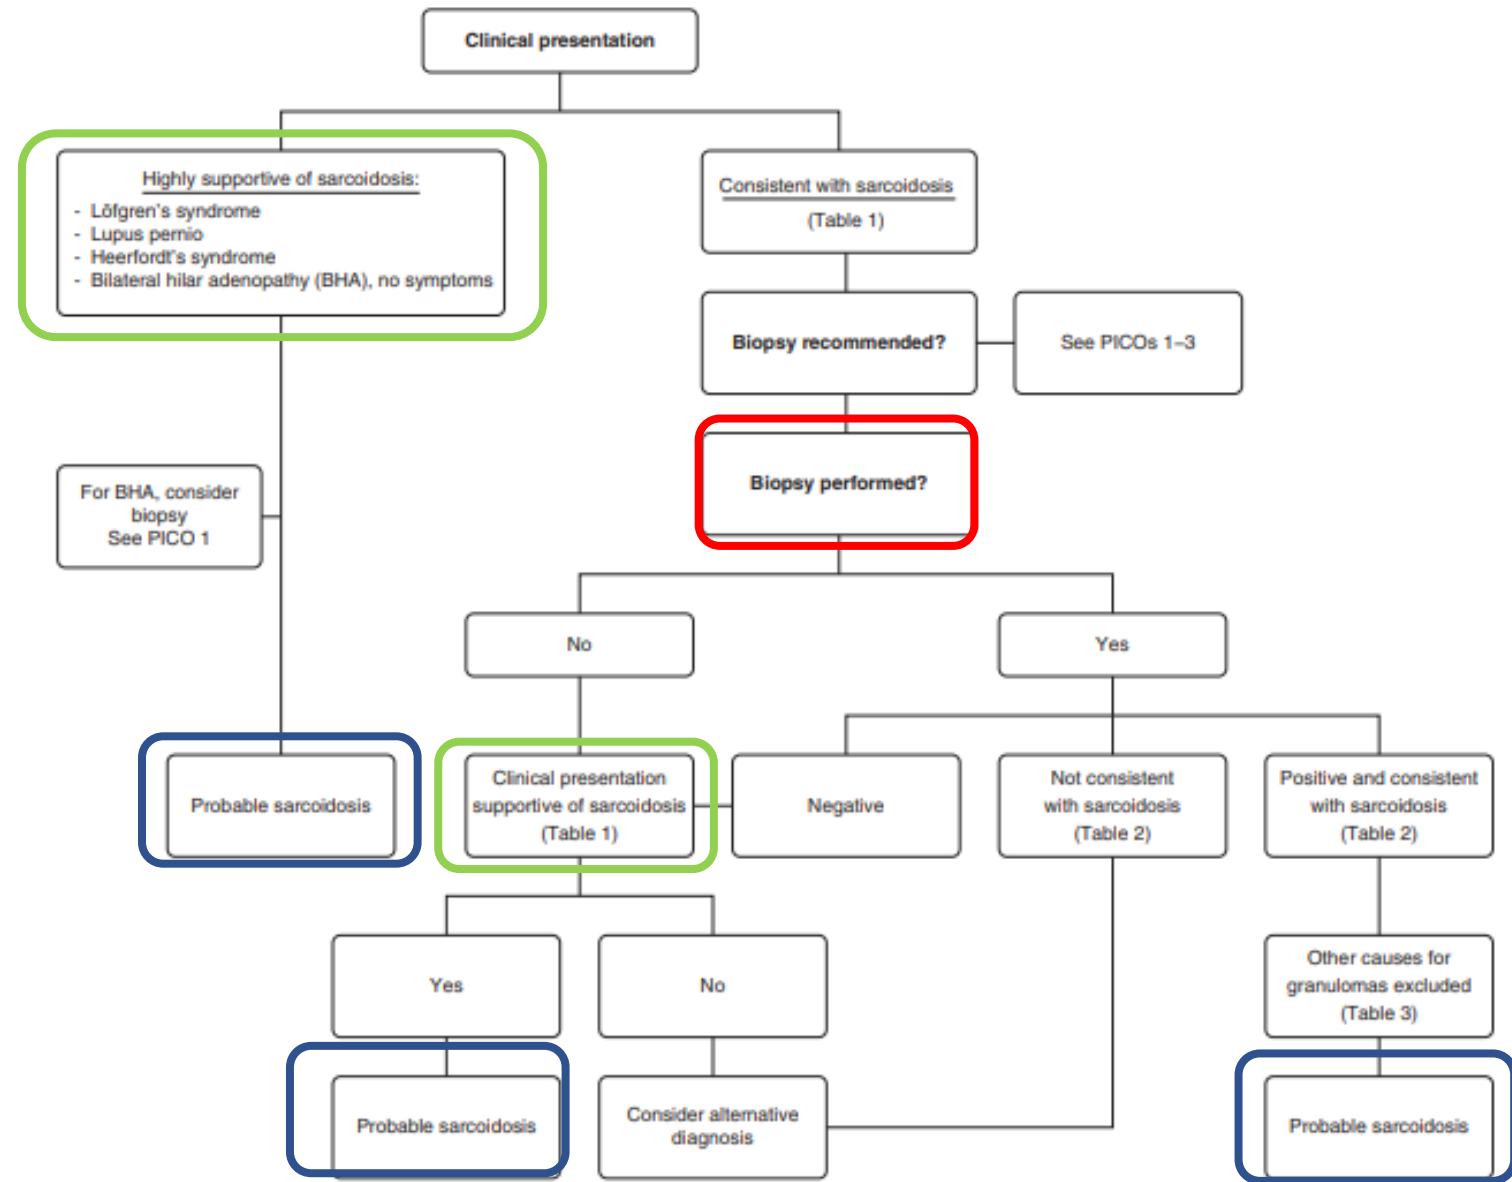 Clinical presentation
Highly supportive of sarcoidosis:
- Löfgren's syndrome
- Lupus pernio
- Heerfordt's syndrome
- Bilateral hilar adenopathy (BHA), no symptoms
Consistent with sarcoidosis
(Table 1)
Biopsy recommended?
See PICOs 1–3
Biopsy performed?
For BHA, consider
biopsy
See PICO 1
No
Yes
Probable sarcoidosis
Clinical presentation
supportive of sarcoidosis
(Table 1)
Negative
Not consistent
with sarcoidosis
(Table 2)
Positive and consistent
with sarcoidosis
(Table 2)
Yes
No
Other causes for
granulomas excluded
(Table 3)
Probable sarcoidosis
Consider alternative
diagnosis
Probable sarcoidosis